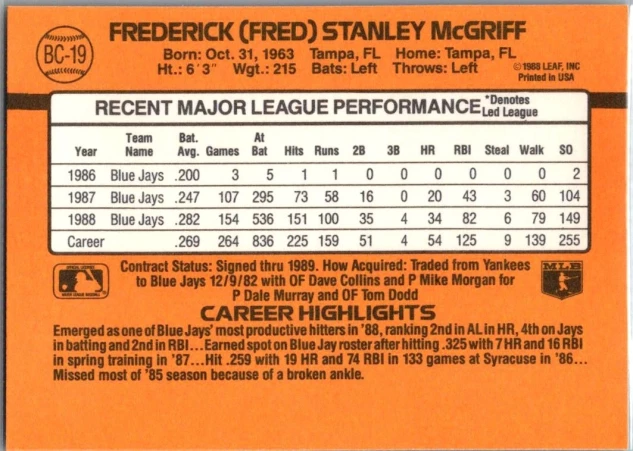 BC-19
FREDERICK (FRED) STANLEY McGRIFF
Born: Oct. 31, 1963 Tampa, FL Home: Tampa, FL
Ht.: 6'3" Wgt.: 215 Bats: Left Throws: Left
©1988 LEAF, INC
Printed in USA
RECENT MAJOR LEAGUE PERFORMANCE *Denotes Led League
Year Team Name Bat. Avg. Games At Bat Hits Runs 2B 3B HR RBI Steal Walk SO
1986 Blue Jays .200 3 5 1 1 0 0 0 0 0 0 2
1987 Blue Jays .247 107 295 73 58 16 0 20 43 3 60 104
1988 Blue Jays .282 154 536 151 100 35 4 34 82 6 79 149
Career .269 264 836 225 159 51 4 54 125 9 139 255
Contract Status: Signed thru 1989. How Acquired: Traded from Yankees
to Blue Jays 12/9/82 with OF Dave Collins and P Mike Morgan for
P Dale Murray and OF Tom Dodd
MLB
CAREER HIGHLIGHTS
Emerged as one of Blue Jays' most productive hitters in '88, ranking 2nd in AL in HR, 4th on Jays
in batting and 2nd in RBI...Earned spot on Blue Jay roster after hitting .325 with 7 HR and 16 RBI
in spring training in '87...Hit .259 with 19 HR and 74 RBI in 133 games at Syracuse in '86...
Missed most of '85 season because of a broken ankle.